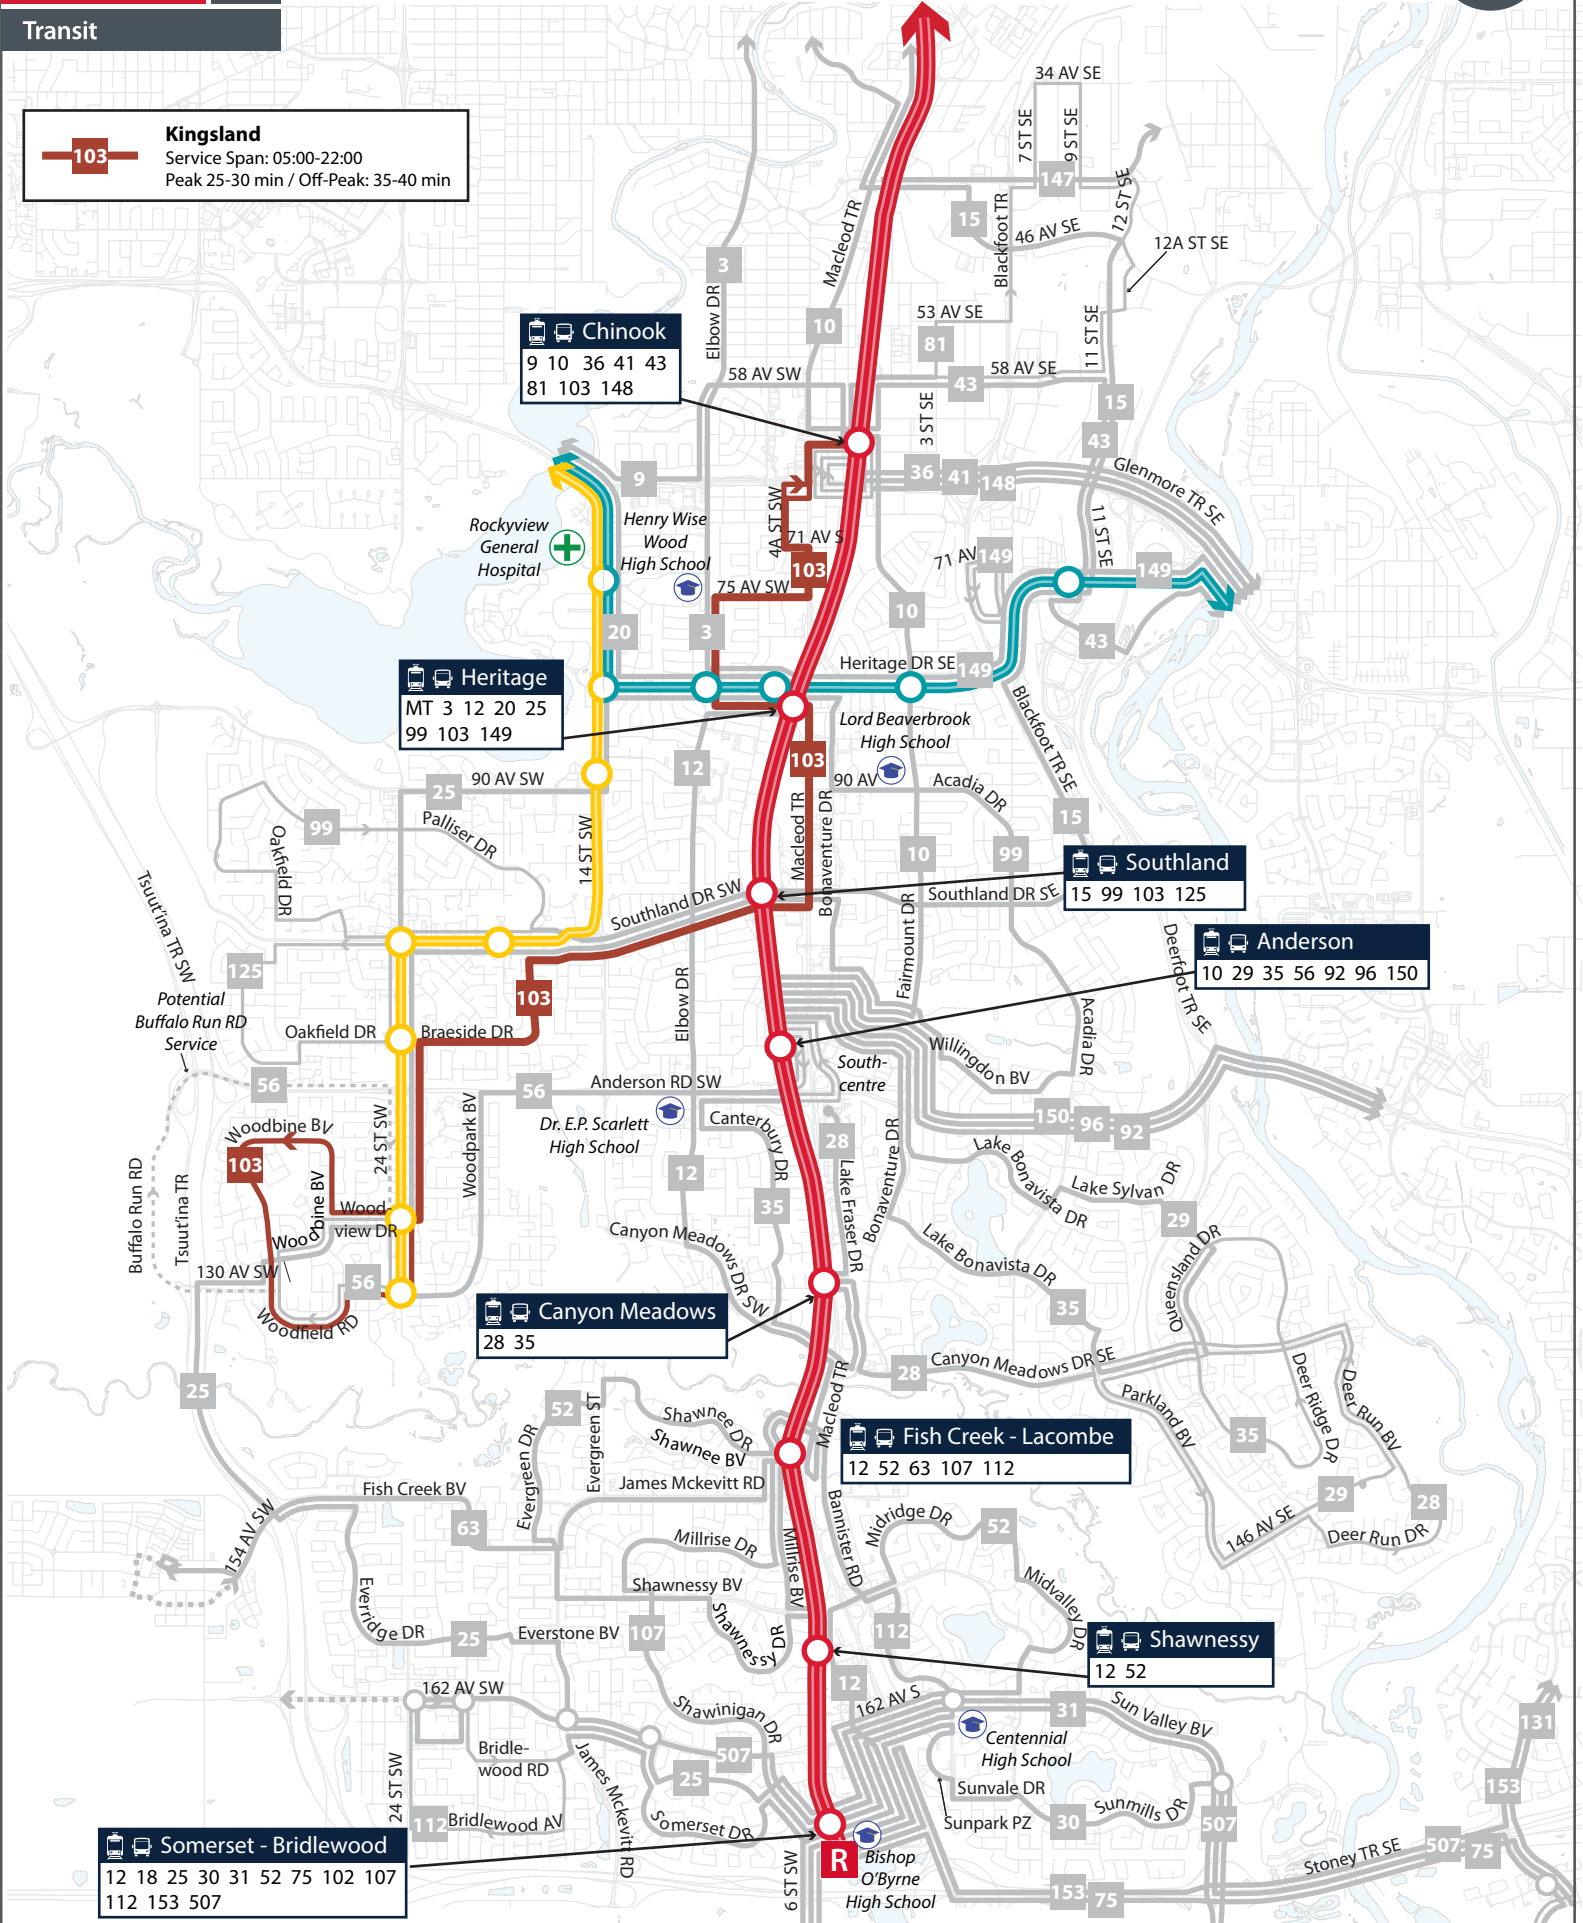 Transit
103
Kingsland
Service Span: 05:00-22:00
Peak 25-30 min / Off-Peak: 35-40 min
34 AV SE
7 ST SE
9 ST SE
147
12 ST SE
15
Blackfoot TR
46 AV SE
12A ST SE
Macleod TR
3
Elbow DR
10
53 AV SE
81
11 ST SE
Chinook
9 10 36 41 43
81 103 148
58 AV SW
58 AV SE
43
15
3 ST SE
43
9
36
41
148
Glenmore TR SE
4A ST SW
Rockyview
General
Hospital
Henry Wise
Wood
High School
71 AV S
103
11 ST SE
71 AV
149
149
75 AV SW
20
3
10
43
Heritage DR SE
149
Heritage
MT 3 12 20 25
99 103 149
Lord Beaverbrook
High School
Blackfoot TR SE
12
103
90 AV
Acadia DR
90 AV SW
25
99
Palliser DR
Oakfield DR
14 ST SW
Macleod TR
Bonaventure DR
15
10
99
Southland
15 99 103 125
Southland DR SW
Southland DR SE
Fairmount DR
Tsuut'ina TR SW
Deerfoot TR SE
Anderson
10 29 35 56 92 96 150
125
Potential
Buffalo Run RD
Service
103
Elbow DR
Acadia DR
Oakfield DR
Braeside DR
South-
centre
Willingdon BV
56
56
Anderson RD SW
Dr. E.P. Scarlett
High School
Canterbury DR
28
150
96
92
Woodbine BV
103
24 ST SW
Woodpark BV
12
35
Lake Fraser DR
Bonaventure DR
Lake Bonavista DR
Lake Sylvan DR
29
Buffalo Run RD
Tsuut'ina TR
Woodbine BV
Wood-
view DR
Woodbine BV
130 AV SW
56
Woodfield RD
Canyon Meadows DR SW
Lake Bonavista DR
Queensland DR
35
Canyon Meadows
28 35
25
28
Canyon Meadows DR SE
Macleod TR
Parkland BV
Deer Ridge DR
Deer Run BV
52
Evergreen ST
Evergreen DR
Shawnee DR
Shawnee BV
Fish Creek - Lacombe
12 52 63 107 112
35
James Mckevitt RD
Fish Creek BV
63
154 AV SW
Bannister RD
Midridge DR
52
29
28
146 AV SE
Deer Run DR
Millrise DR
Millrise BV
Shawnessy BV
Midvalley DR
Everridge DR
25
Everstone BV
107
Shawnessy DR
112
Shawnessy
12 52
12
162 AV SW
162 AV S
31
Sun Valley BV
131
Shawinigan DR
Centennial
High School
Bridle-
wood RD
507
25
24 ST SW
James Mckevitt RD
Sunvale DR
153
Sunpark PZ
30
Sunmills DR
507
112
Bridlewood AV
Somerset DR
Somerset - Bridlewood
12 18 25 30 31 52 75 102 107
112 153 507
6 ST SW
R
Bishop
O'Byrne
High School
Stoney TR SE
507
75
153
75